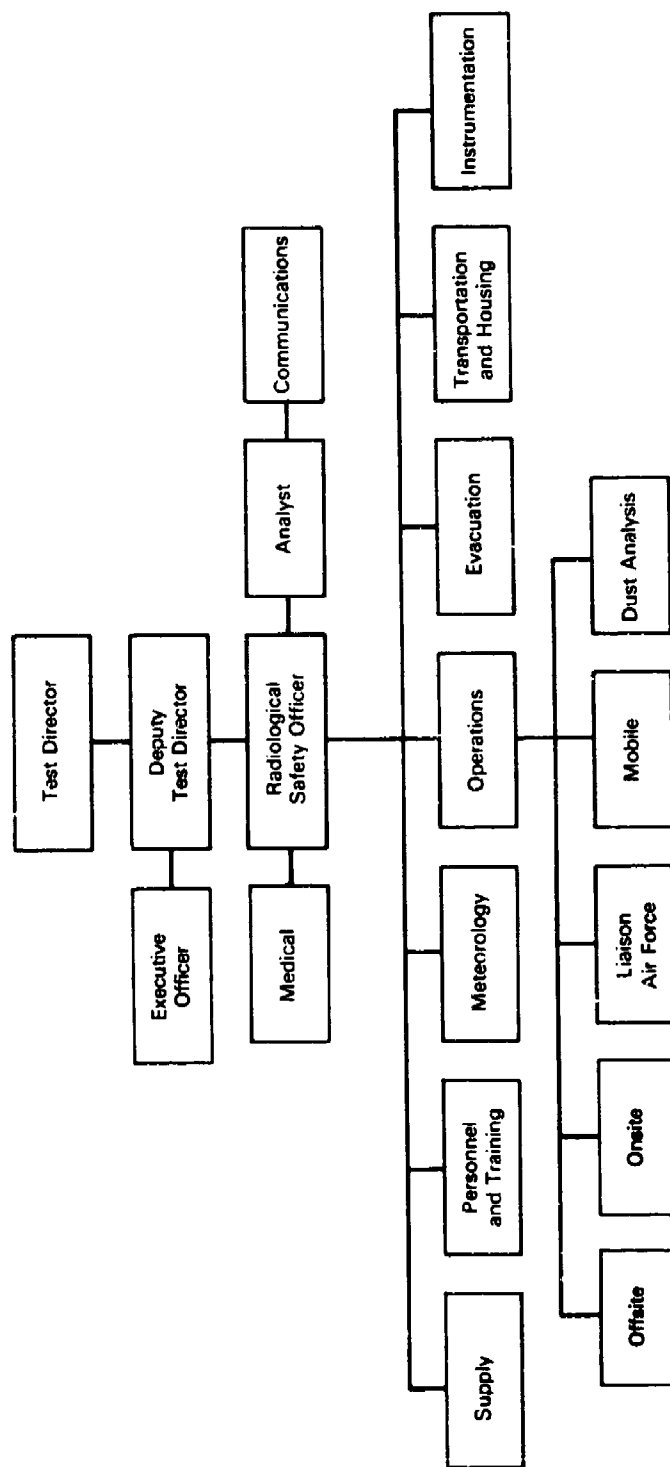 Test Director
Executive
Officer
Deputy
Test Director
Medical
Radiological
Safety Officer
Analyst
Communications
Supply
Personnel
and Training
Meteorology
Operations
Evacuation
Transportation
and Housing
Instrumentation
Offsite
Onsite
Liaison
Air Force
Mobile
Dust Analysis